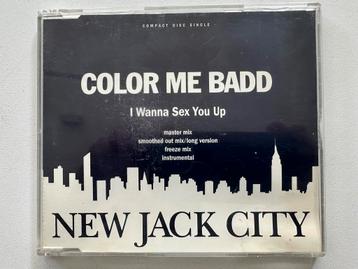 COMPACT DISC SINGLE
COLOR ME BADD
I Wanna Sex You Up
master mix
smoothed out mix/long version
freeze mix
instrumental
NEW JACK CITY